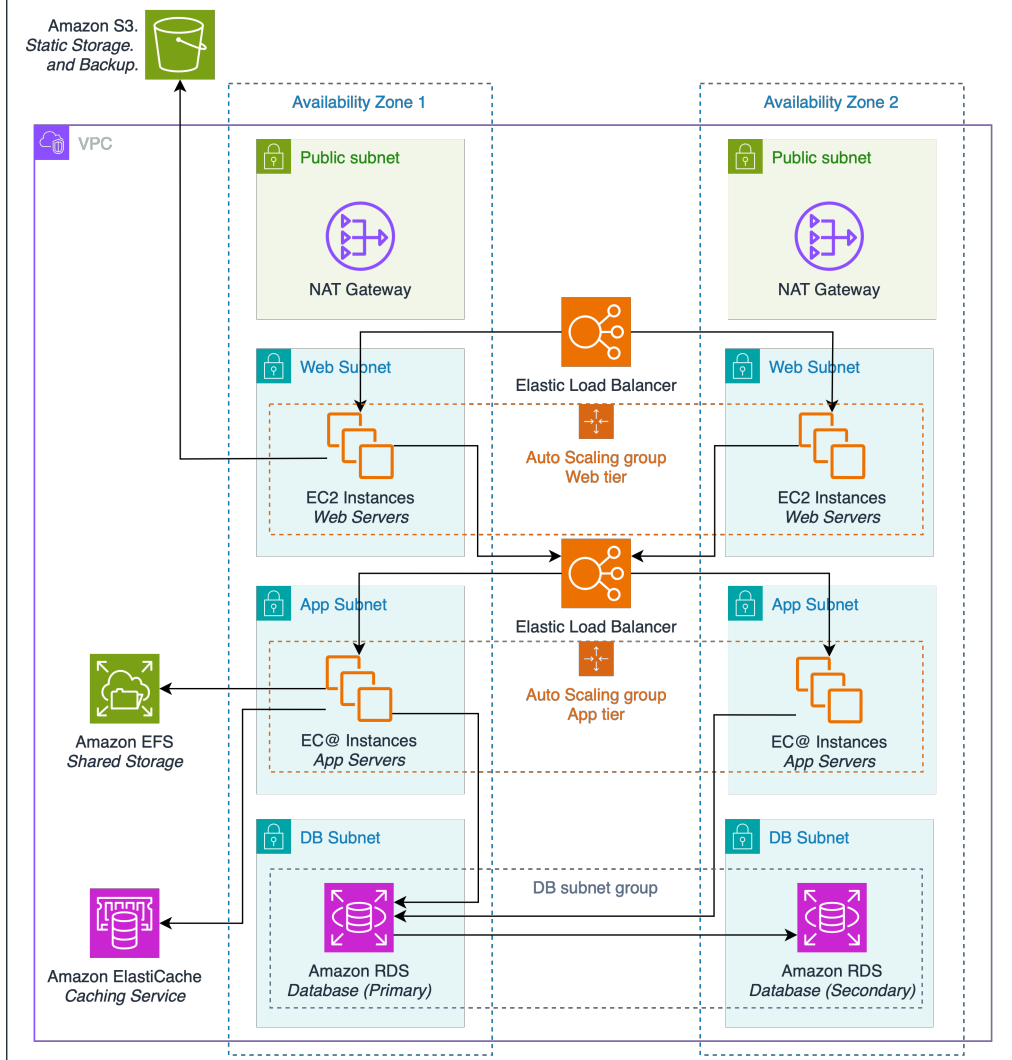 Amazon S3.
Static Storage.
and Backup.
Availability Zone 1
Availability Zone 2
VPC
Public subnet
Public subnet
NAT Gateway
NAT Gateway
Elastic Load Balancer
Web Subnet
Web Subnet
Auto Scaling group
Web tier
EC2 Instances
Web Servers
EC2 Instances
Web Servers
Elastic Load Balancer
App Subnet
App Subnet
Auto Scaling group
App tier
EC@ Instances
App Servers
EC@ Instances
App Servers
Amazon EFS
Shared Storage
DB Subnet
DB Subnet
DB subnet group
Amazon RDS
Database (Primary)
Amazon RDS
Database (Secondary)
Amazon ElastiCache
Caching Service